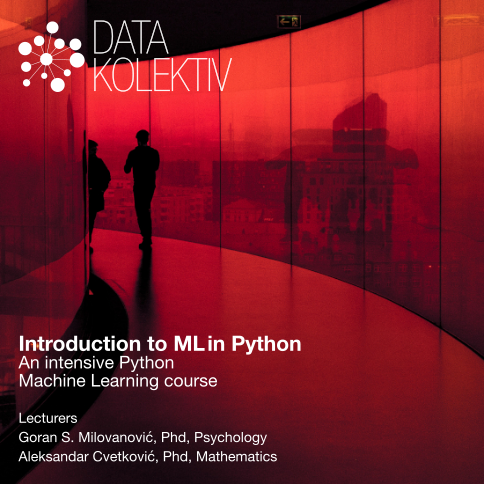 DATA
KOLEKTIV
Introduction to ML in Python
An intensive Python
Machine Learning course
Lecturers
Goran S. Milovanović, Phd, Psychology
Aleksandar Cvetković, Phd, Mathematics